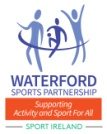 WATERFORD
SPORTS PARTNERSHIP
Supporting
Activity and Sport For All
SPORT IRELAND